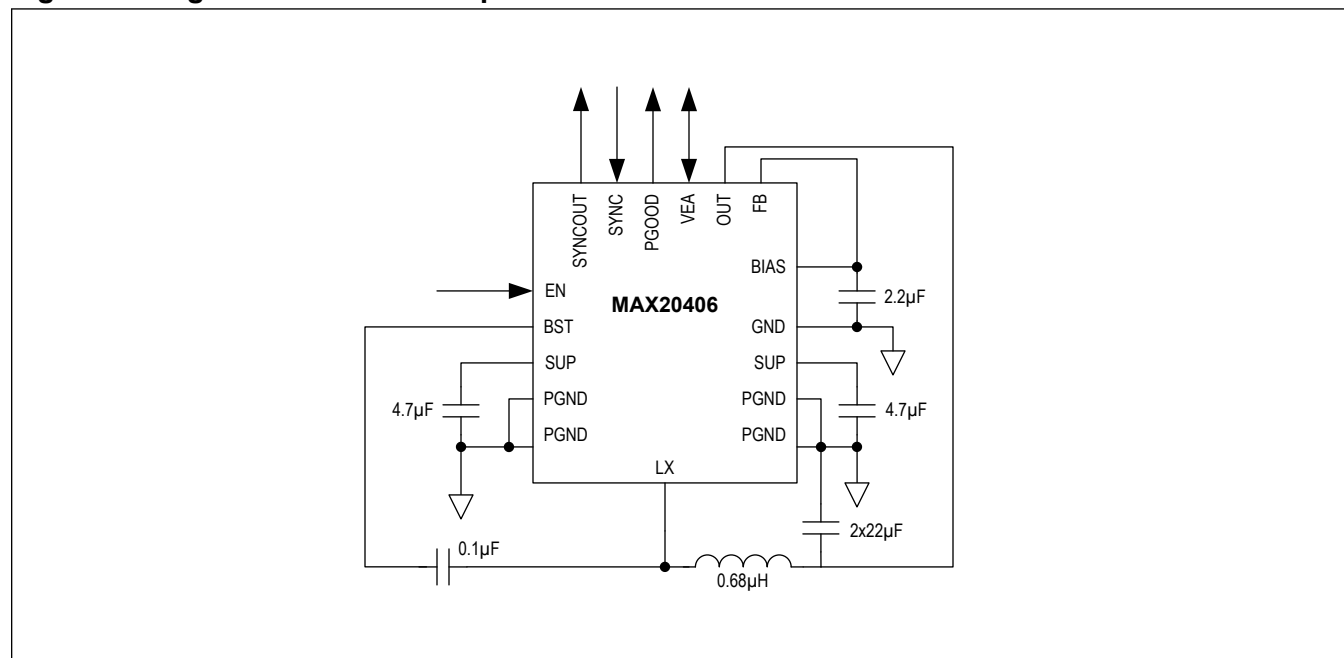 SYNCOUT
SYNC
PGOOD
VEA
OUT
FB
EN
BST
SUP
PGND
PGND
MAX20406
BIAS
GND
SUP
PGND
PGND
LX
2.2µF
4.7µF
4.7µF
2x22µF
0.1µF
0.68µH